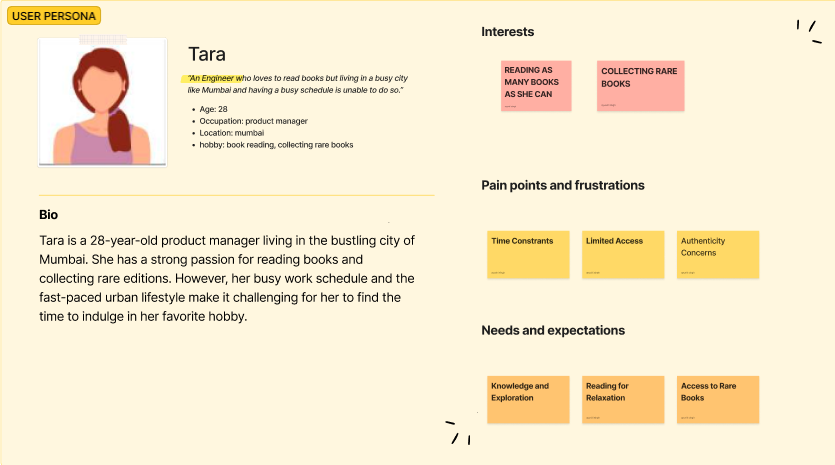 USER PERSONA
Tara
"An Engineer who loves to read books but living in a busy city
like Mumbai and having a busy schedule is unable to do so."
• Age: 28
• Occupation: product manager
• Location: mumbai
• hobby: book reading, collecting rare books
Bio
Tara is a 28-year-old product manager living in the bustling city of
Mumbai. She has a strong passion for reading books and
collecting rare editions. However, her busy work schedule and the
fast-paced urban lifestyle make it challenging for her to find the
time to indulge in her favorite hobby.
Interests
READING AS
MANY BOOKS
AS SHE CAN
COLLECTING RARE
BOOKS
Pain points and frustrations
Time Constrants
Limited Access
Authenticity
Concerns
Needs and expectations
Knowledge and
Exploration
Reading for
Relaxation
Access to Rare
Books